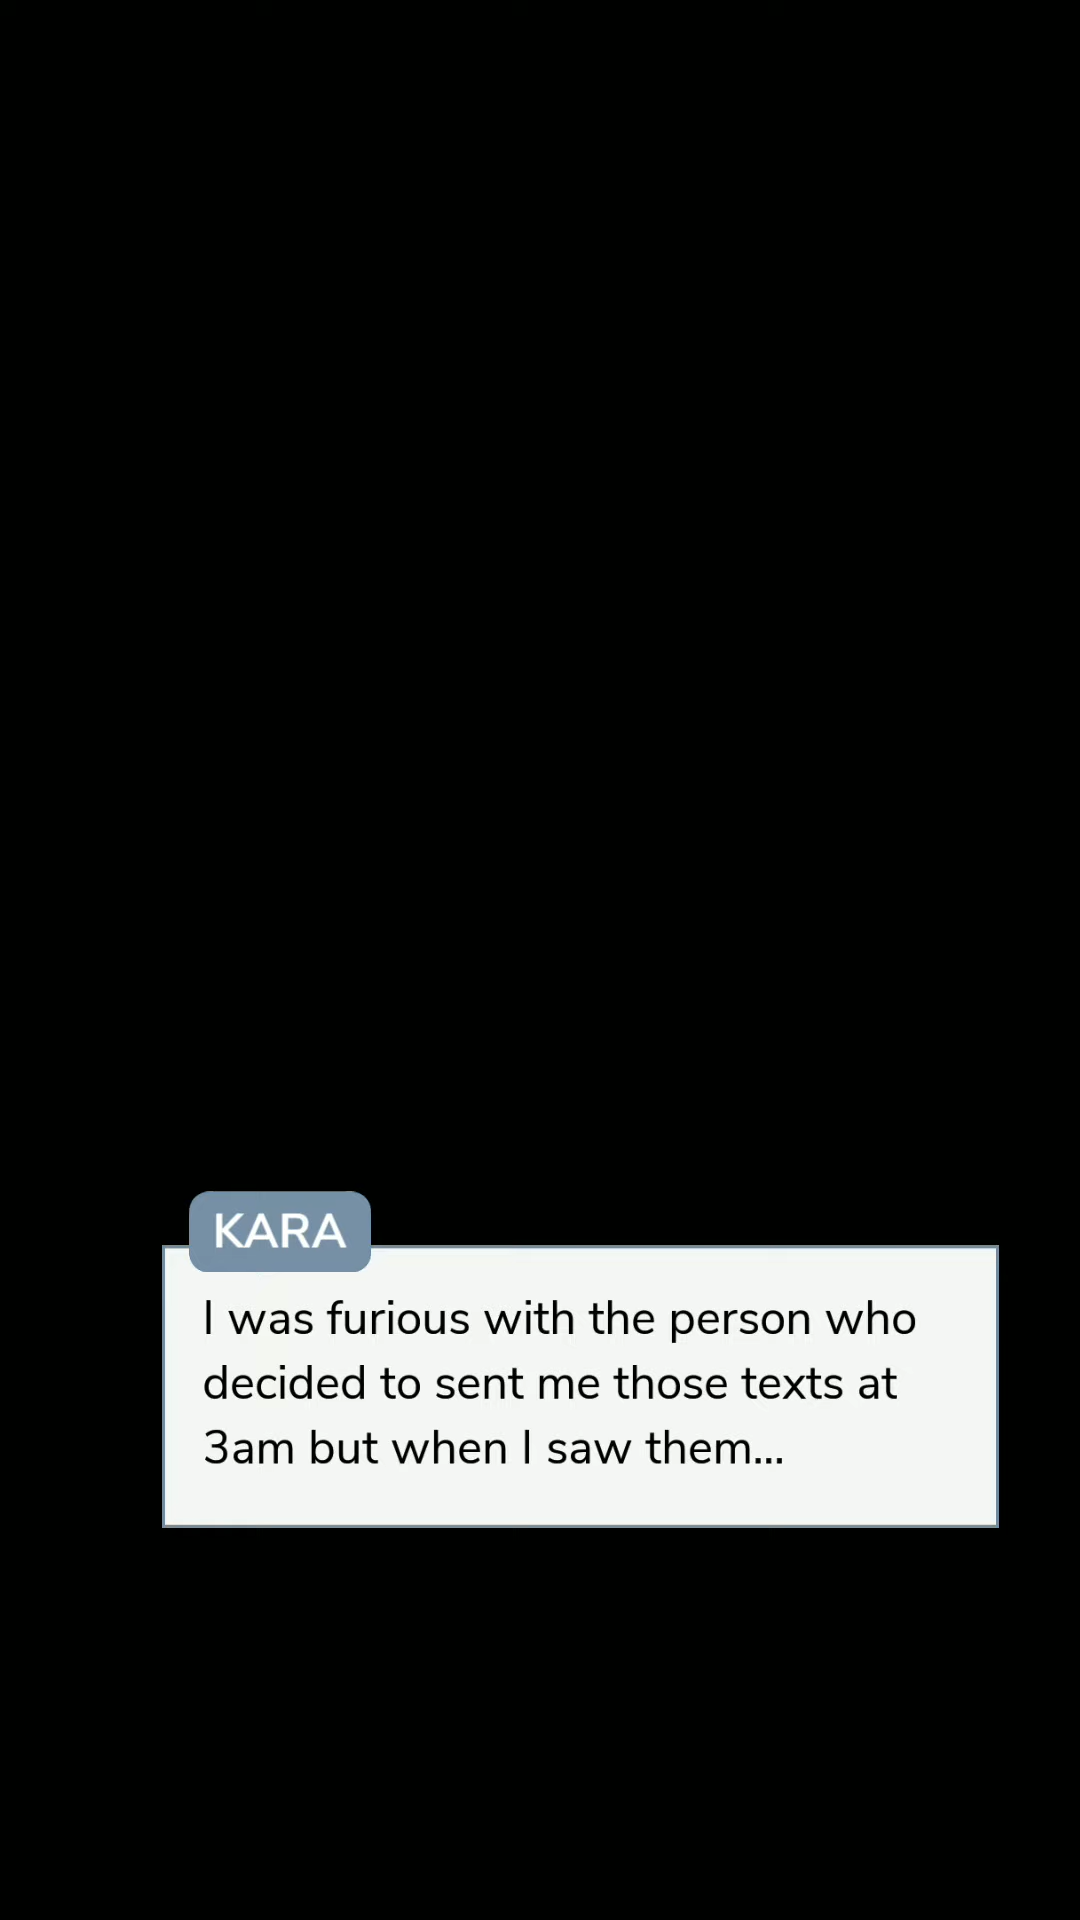 KARA
I was furious with the person who
decided to sent me those texts at
3am but when I saw them...